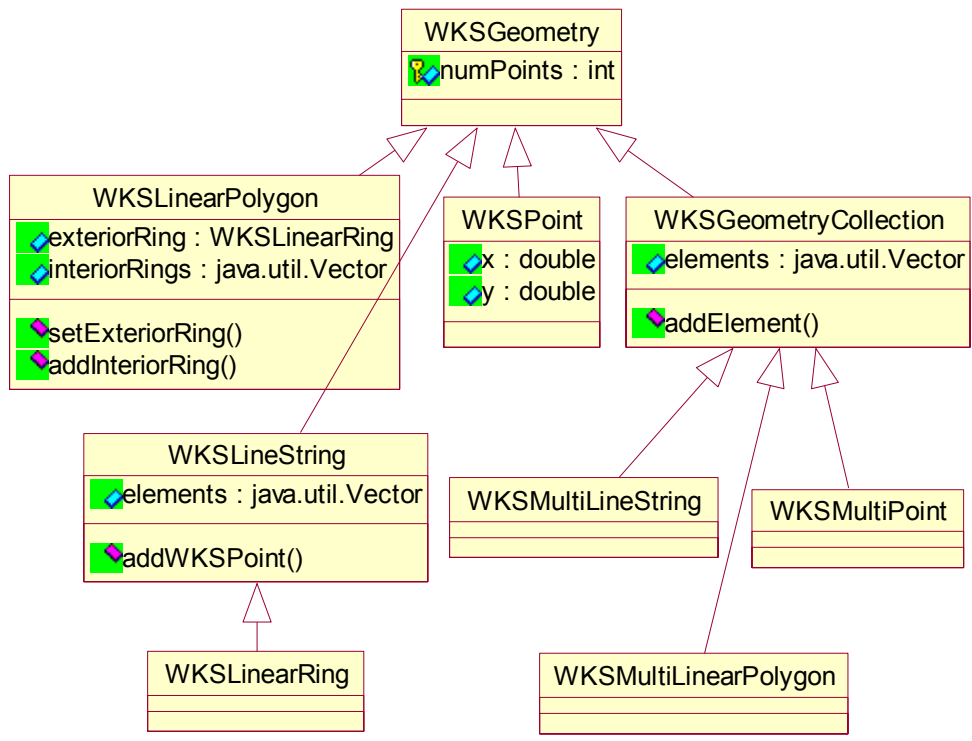 WKSGeometry
numPoints : int
WKSLinearPolygon
exteriorRing : WKSLinearRing
interiorRings : java.util.Vector
setExteriorRing()
addInteriorRing()
WKSPoint
x : double
y : double
WKSGeometryCollection
elements : java.util.Vector
addElement()
WKSLineString
elements : java.util.Vector
addWKSPoint()
WKSMultiLineString
WKSMultiPoint
WKSLinearRing
WKSMultiLinearPolygon